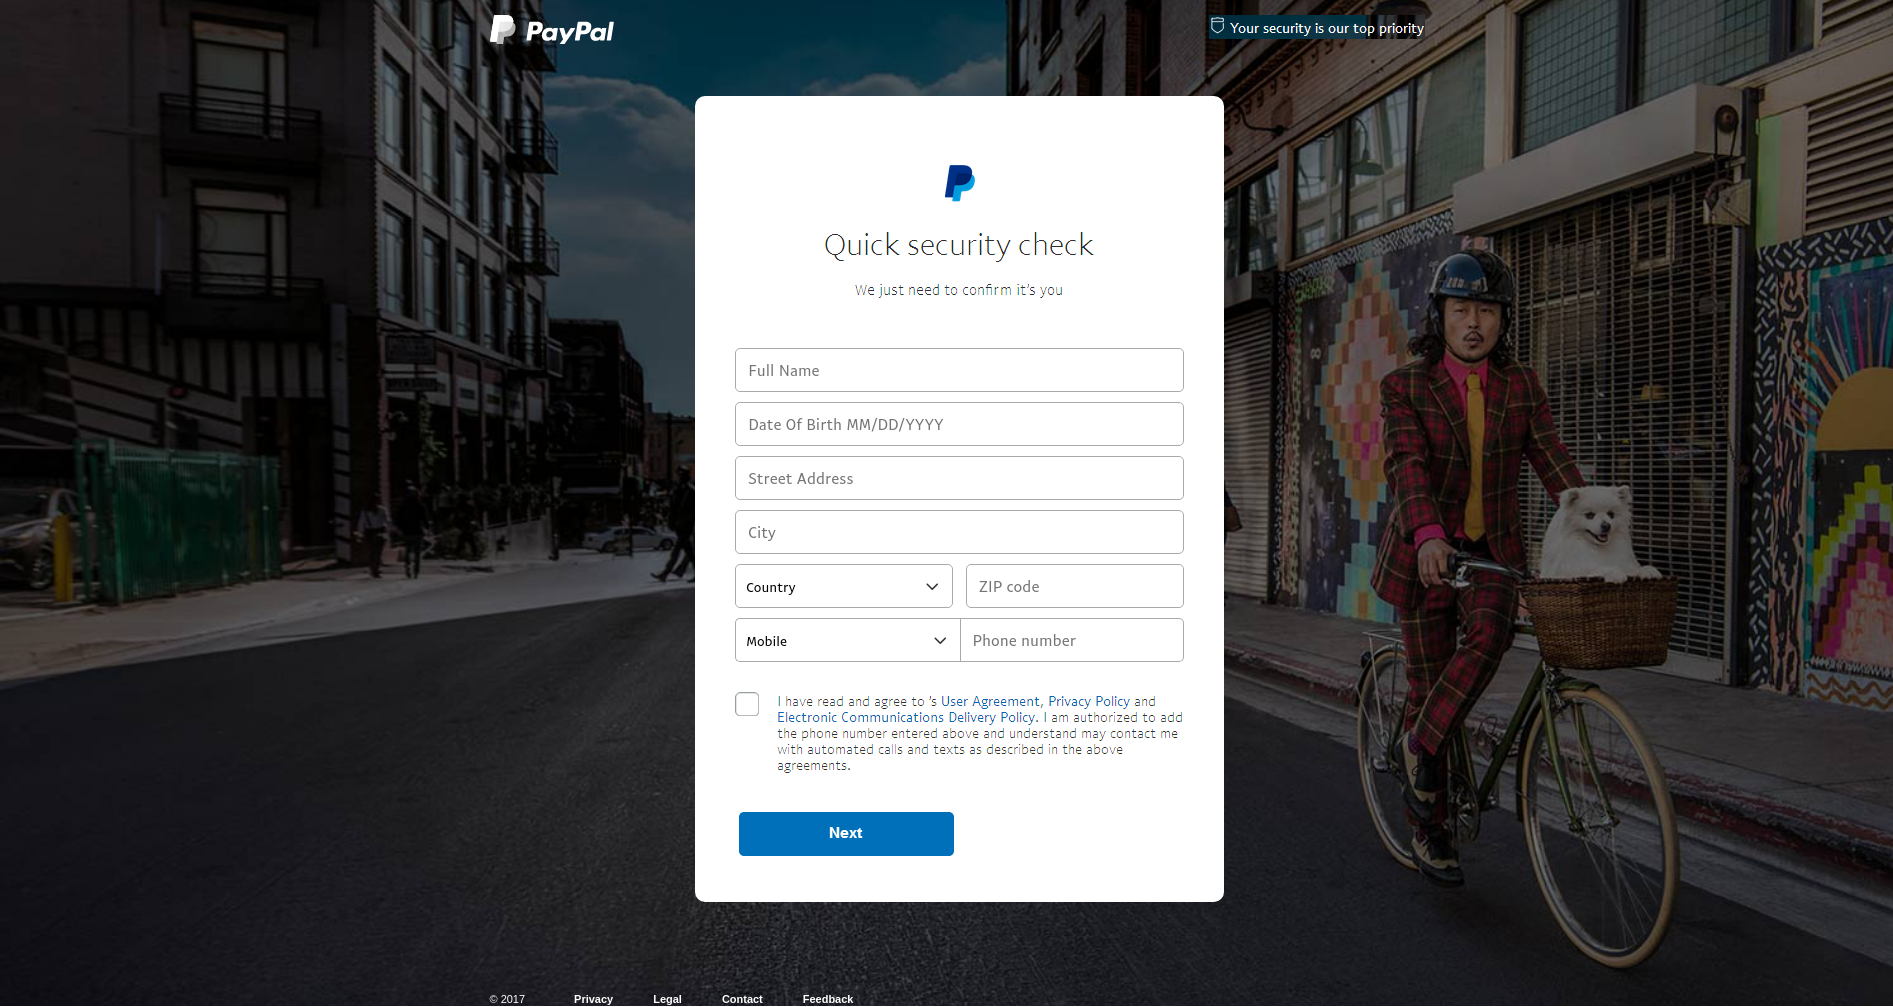 PayPal
Your security is our top priority
Quick security check
We just need to confirm it's you
Full Name
Date Of Birth MM/DD/YYYY
Street Address
City
Country
ZIP code
Mobile
Phone number
I have read and agree to 's User Agreement, Privacy Policy and
Electronic Communications Delivery Policy. I am authorized to add
the phone number entered above and understand may contact me
with automated calls and texts as described in the above
agreements.
Next
© 2017 Privacy Legal Contact Feedback